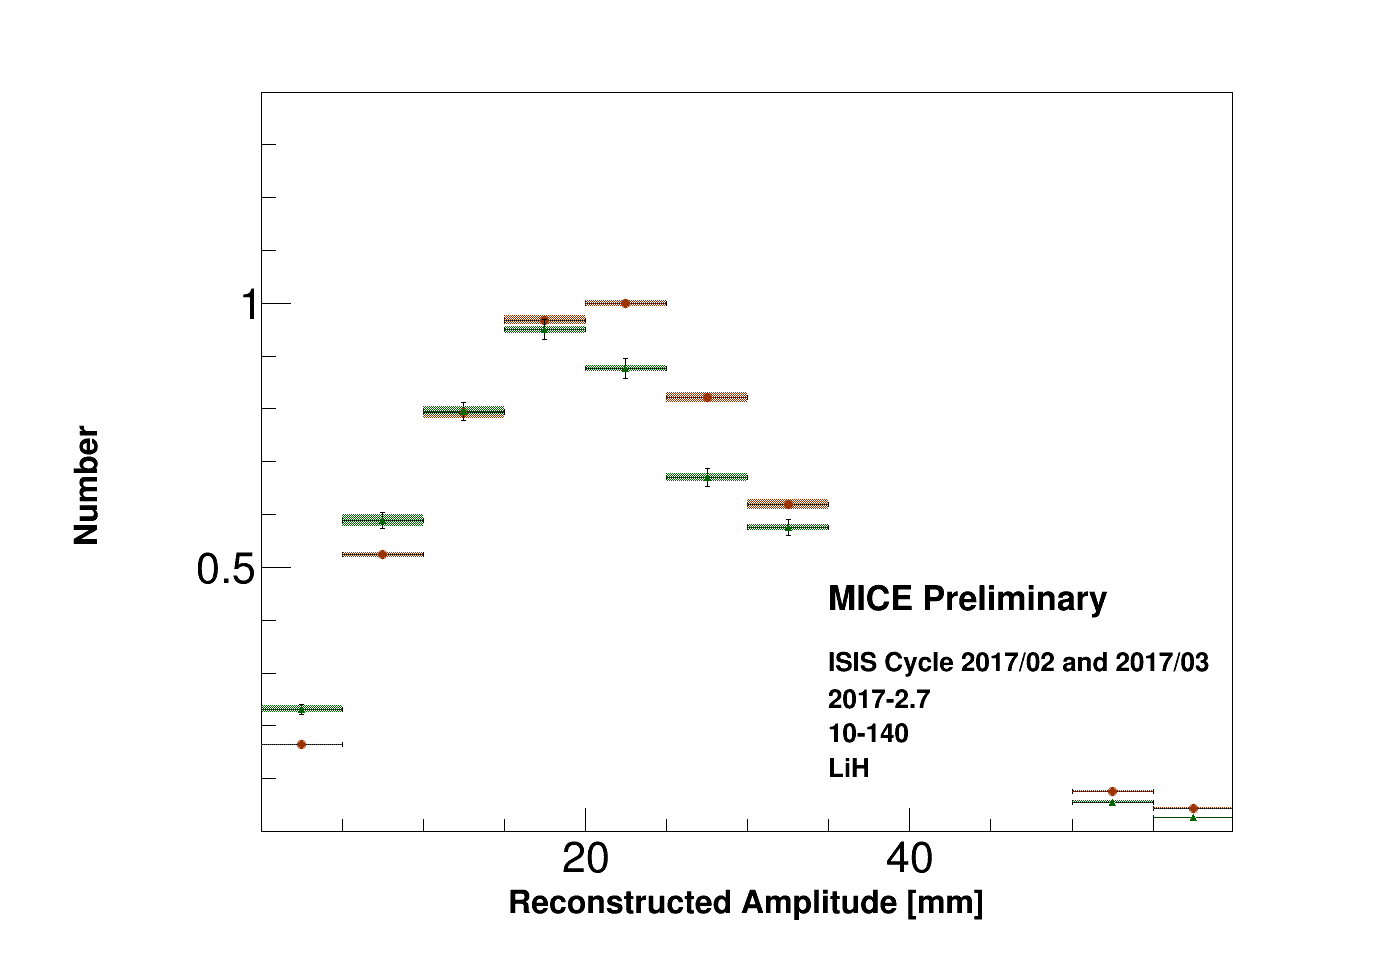 1
0.5
Number
MICE Preliminary
ISIS Cycle 2017/02 and 2017/03
2017-2.7
10-140
LiH
20 40
Reconstructed Amplitude [mm]